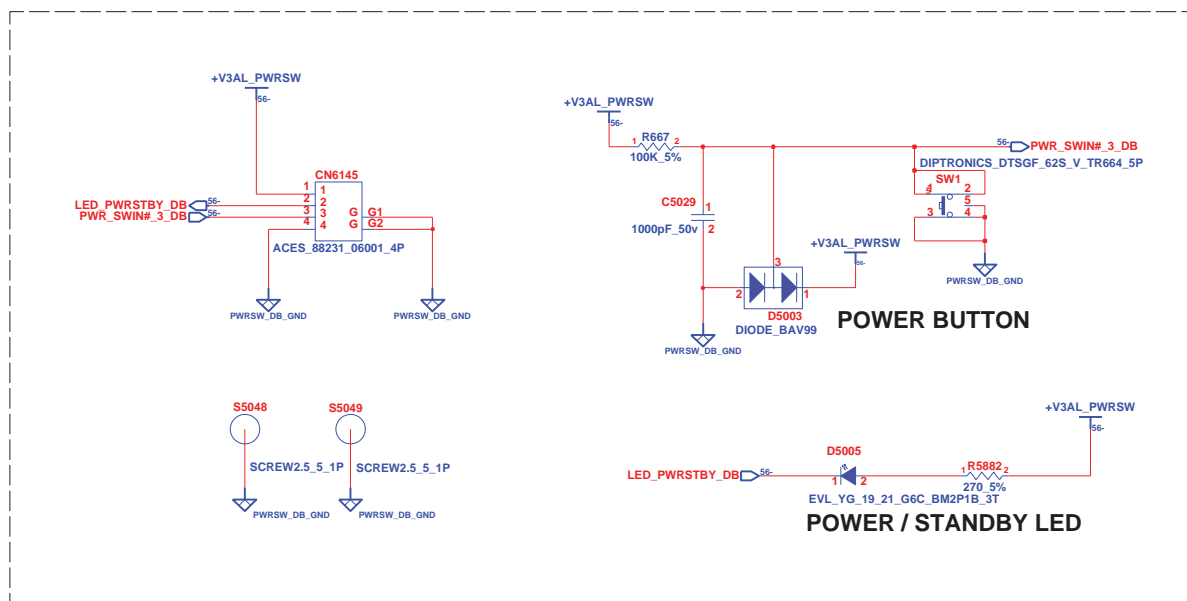 +V3AL_PWRSW
56-
CN6145
1 1
LED_PWRSTBY_DB 56- 2 2
PWR_SWIN#_3_DB 56- 3 3 G G1
4 4 G G2
ACES_88231_06001_4P
PWRSW_DB_GND
PWRSW_DB_GND
S5048
SCREW2.5_5_1P
PWRSW_DB_GND
S5049
SCREW2.5_5_1P
PWRSW_DB_GND
+V3AL_PWRSW
56-
R667
1 2
100K_5%
56- PWR_SWIN#_3_DB
DIPTRONICS_DTSGF_62S_V_TR664_5P
SW1
1 2
5 5
3 4
PWRSW_DB_GND
C5029 1
1000pF_50v 2
+V3AL_PWRSW
56-
3
2 1
D5003
DIODE_BAV99
PWRSW_DB_GND
POWER BUTTON
+V3AL_PWRSW
56-
D5005
LED_PWRSTBY_DB 56- 1 2
R5882
1 2
270_5%
EVL_YG_19_21_G6C_BM2P1B_3T
POWER / STANDBY LED